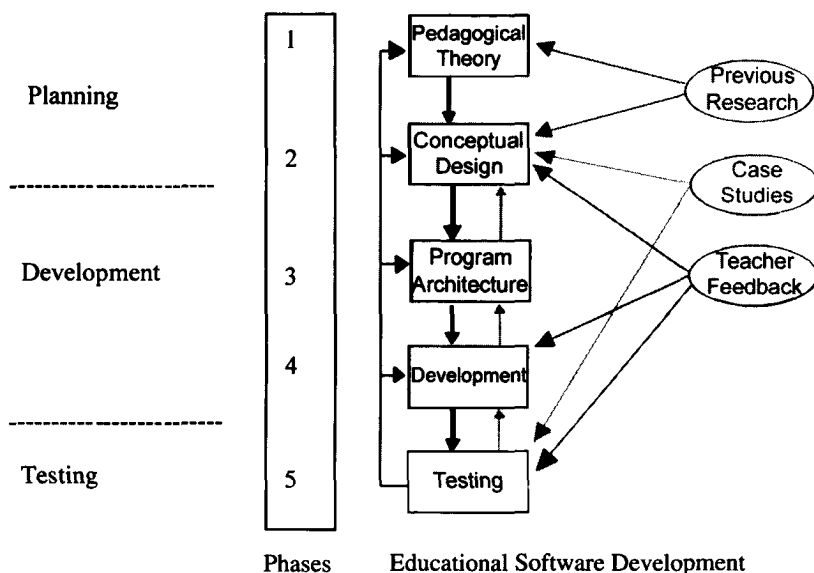 1
Pedagogical
Theory
Previous
Research
Planning
2
Conceptual
Design
Case
Studies
Development
3
Program
Architecture
Teacher
Feedback
4
Development
Testing
5
Testing
Phases
Educational Software Development